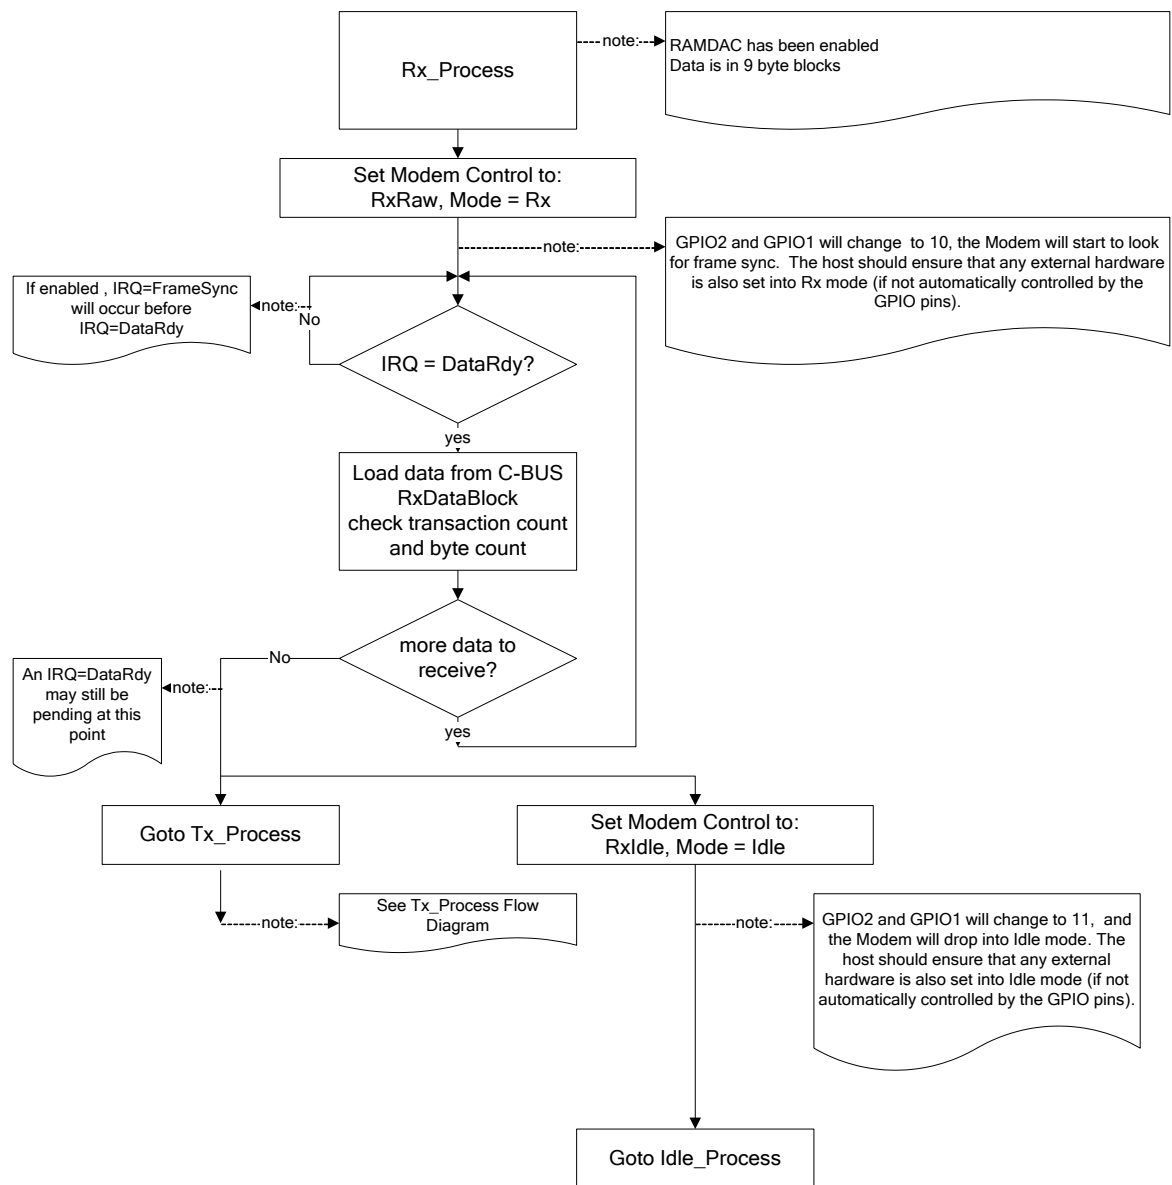 Rx_Process
note:
RAMDAC has been enabled
Data is in 9 byte blocks
Set Modem Control to:
RxRaw, Mode = Rx
note:
GPIO2 and GPIO1 will change to 10, the Modem will start to look
for frame sync. The host should ensure that any external hardware
is also set into Rx mode (if not automatically controlled by the
GPIO pins).
If enabled , IRQ=FrameSync
will occur before
IRQ=DataRdy
note:
No
IRQ = DataRdy?
yes
Load data from C-BUS
RxDataBlock
check transaction count
and byte count
more data to
receive?
No
yes
An IRQ=DataRdy
may still be
pending at this
point
note:
Goto Tx_Process
Set Modem Control to:
RxIdle, Mode = Idle
note:
See Tx_Process Flow
Diagram
note:
GPIO2 and GPIO1 will change to 11, and
the Modem will drop into Idle mode. The
host should ensure that any external
hardware is also set into Idle mode (if not
automatically controlled by the GPIO pins).
Goto Idle_Process